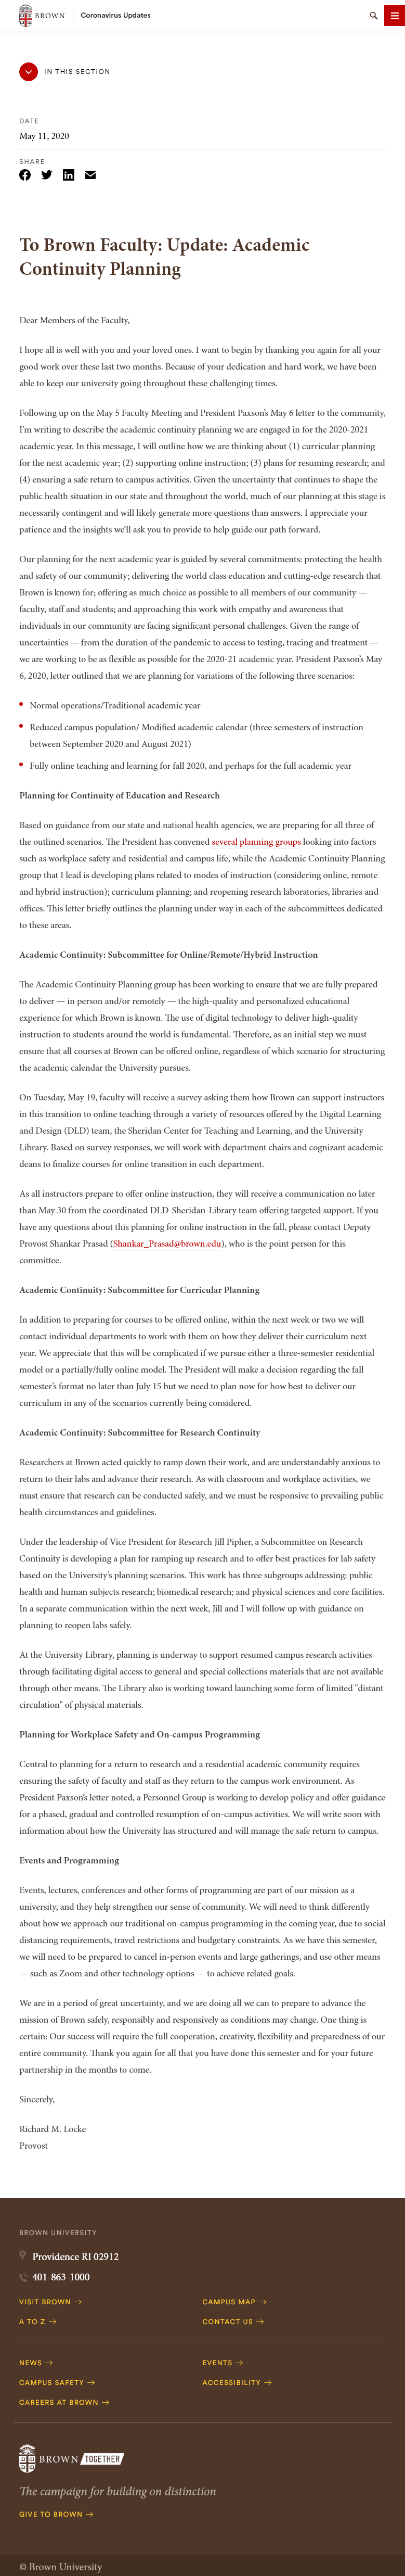 BROWN
Coronavirus Updates
IN THIS SECTION
DATE
May 11, 2020
SHARE
To Brown Faculty: Update: Academic
Continuity Planning
Dear Members of the Faculty,
I hope all is well with you and your loved ones. I want to begin by thanking you again for all your
good work over these last two months. Because of your dedication and hard work, we have been
able to keep our university going throughout these challenging times.
Following up on the May 5 Faculty Meeting and President Paxson's May 6 letter to the community,
I'm writing to describe the academic continuity planning we are engaged in for the 2020-2021
academic year. In this message, I will outline how we are thinking about (1) curricular planning
for the next academic year; (2) supporting online instruction; (3) plans for resuming research; and
(4) ensuring a safe return to campus activities. Given the uncertainty that continues to shape the
public health situation in our state and throughout the world, much of our planning at this stage is
necessarily contingent and will likely generate more questions than answers. I appreciate your
patience and the insights we'll ask you to provide to help guide our path forward.
Our planning for the next academic year is guided by several commitments: protecting the health
and safety of our community; delivering the world class education and cutting-edge research that
Brown is known for; offering as much choice as possible to all members of our community —
faculty, staff and students; and approaching this work with empathy and awareness that
individuals in our community are facing significant personal challenges. Given the range of
uncertainties — from the duration of the pandemic to access to testing, tracing and treatment —
we are working to be as flexible as possible for the 2020-21 academic year. President Paxson's May
6, 2020, letter outlined that we are planning for variations of the following three scenarios:
Normal operations/Traditional academic year
Reduced campus population/ Modified academic calendar (three semesters of instruction
between September 2020 and August 2021)
Fully online teaching and learning for fall 2020, and perhaps for the full academic year
Planning for Continuity of Education and Research
Based on guidance from our state and national health agencies, we are preparing for all three of
the outlined scenarios. The President has convened several planning groups looking into factors
such as workplace safety and residential and campus life, while the Academic Continuity Planning
group that I lead is developing plans related to modes of instruction (considering online, remote
and hybrid instruction); curriculum planning; and reopening research laboratories, libraries and
offices. This letter briefly outlines the planning under way in each of the subcommittees dedicated
to these areas.
Academic Continuity: Subcommittee for Online/Remote/Hybrid Instruction
The Academic Continuity Planning group has been working to ensure that we are fully prepared
to deliver — in person and/or remotely — the high-quality and personalized educational
experience for which Brown is known. The use of digital technology to deliver high-quality
instruction to students around the world is fundamental. Therefore, as an initial step we must
ensure that all courses at Brown can be offered online, regardless of which scenario for structuring
the academic calendar the University pursues.
On Tuesday, May 19, faculty will receive a survey asking them how Brown can support instructors
in this transition to online teaching through a variety of resources offered by the Digital Learning
and Design (DLD) team, the Sheridan Center for Teaching and Learning, and the University
Library. Based on survey responses, we will work with department chairs and cognizant academic
deans to finalize courses for online instruction in each department.
As all instructors prepare to offer online instruction, they will receive a communication no later
than May 30 from the coordinated DLD-Sheridan-Library team offering targeted support. If you
have any questions about this planning for online instruction in the fall, please contact Deputy
Provost Shankar Prasad (Shankar_Prasad@brown.edu), who is the point person for this
committee.
Academic Continuity: Subcommittee for Curricular Planning
In addition to preparing for courses to be offered online, within the next week or two we will
contact individual departments to work with them on how they deliver their curriculum next
year. We appreciate that this will be complicated if we pursue either a three-semester residential
model or a partially/fully online model. The President will make a decision regarding the fall
semester's format no later than July 15 but we need to plan now for how best to deliver our
curriculum in any of the scenarios currently being considered.
Academic Continuity: Subcommittee for Research Continuity
Researchers at Brown acted quickly to ramp down their work, and are understandably anxious to
return to their labs and advance their research. As with classroom and workplace activities, we
must ensure that research can be conducted safely, and we must be responsive to prevailing public
health circumstances and guidelines.
Under the leadership of Vice President for Research Jill Pipher, a Subcommittee on Research
Continuity is developing a plan for ramping up research and to offer best practices for lab safety
based on the University's planning scenarios. This work has three subgroups addressing: public
health and human subjects research; biomedical research; and physical sciences and core facilities.
In a separate communication within the next week, Jill and I will follow up with guidance on
planning to reopen labs safely.
At the University Library, planning is underway to support resumed campus research activities
through facilitating digital access to general and special collections materials that are not available
through other means. The Library also is working toward launching some form of limited "distant
circulation" of physical materials.
Planning for Workplace Safety and On-campus Programming
Central to planning for a return to research and a residential academic community requires
ensuring the safety of faculty and staff as they return to the campus work environment. As
President Paxson's letter noted, a Personnel Group is working to develop policy and offer guidance
for a phased, gradual and controlled resumption of on-campus activities. We will write soon with
information about how the University has structured and will manage the safe return to campus.
Events and Programming
Events, lectures, conferences and other forms of programming are part of our mission as a
university, and they help strengthen our sense of community. We will need to think differently
about how we approach our traditional on-campus programming in the coming year, due to social
distancing requirements, travel restrictions and budgetary constraints. As we have this semester,
we will need to be prepared to cancel in-person events and large gatherings, and use other means
— such as Zoom and other technology options — to achieve related goals.
We are in a period of great uncertainty, and we are doing all we can to prepare to advance the
mission of Brown safely, responsibly and responsively as conditions may change. One thing is
certain: Our success will require the full cooperation, creativity, flexibility and preparedness of our
entire community. Thank you again for all that you have done this semester and for your future
partnership in the months to come.
Sincerely,
Richard M. Locke
Provost
BROWN UNIVERSITY
Providence RI 02912
401-863-1000
VISIT BROWN
CAMPUS MAP
A TO Z
CONTACT US
NEWS
EVENTS
CAMPUS SAFETY
ACCESSIBILITY
CAREERS AT BROWN
BROWN TOGETHER
The campaign for building on distinction
GIVE TO BROWN
© Brown University